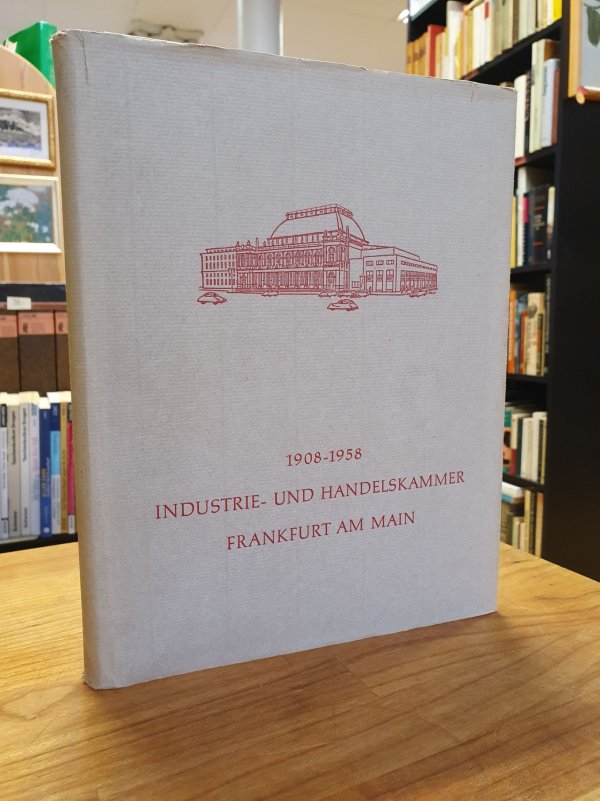 1908-1958
INDUSTRIE- UND HANDELSKAMMER
FRANKFURT AM MAIN